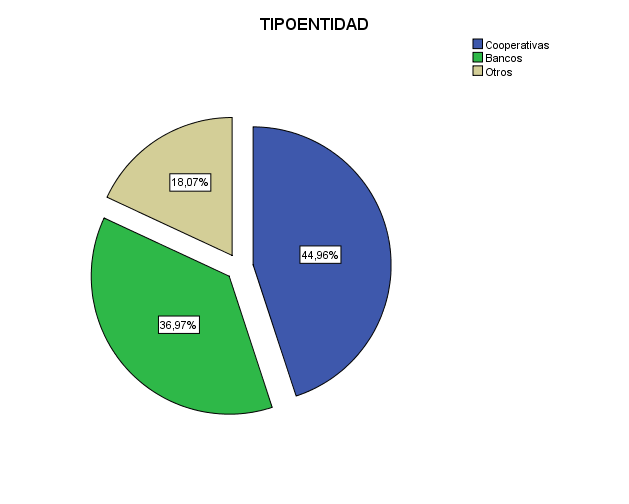 TIPOENTIDAD
Cooperativas
Bancos
Otros
18,07%
44,96%
36,97%